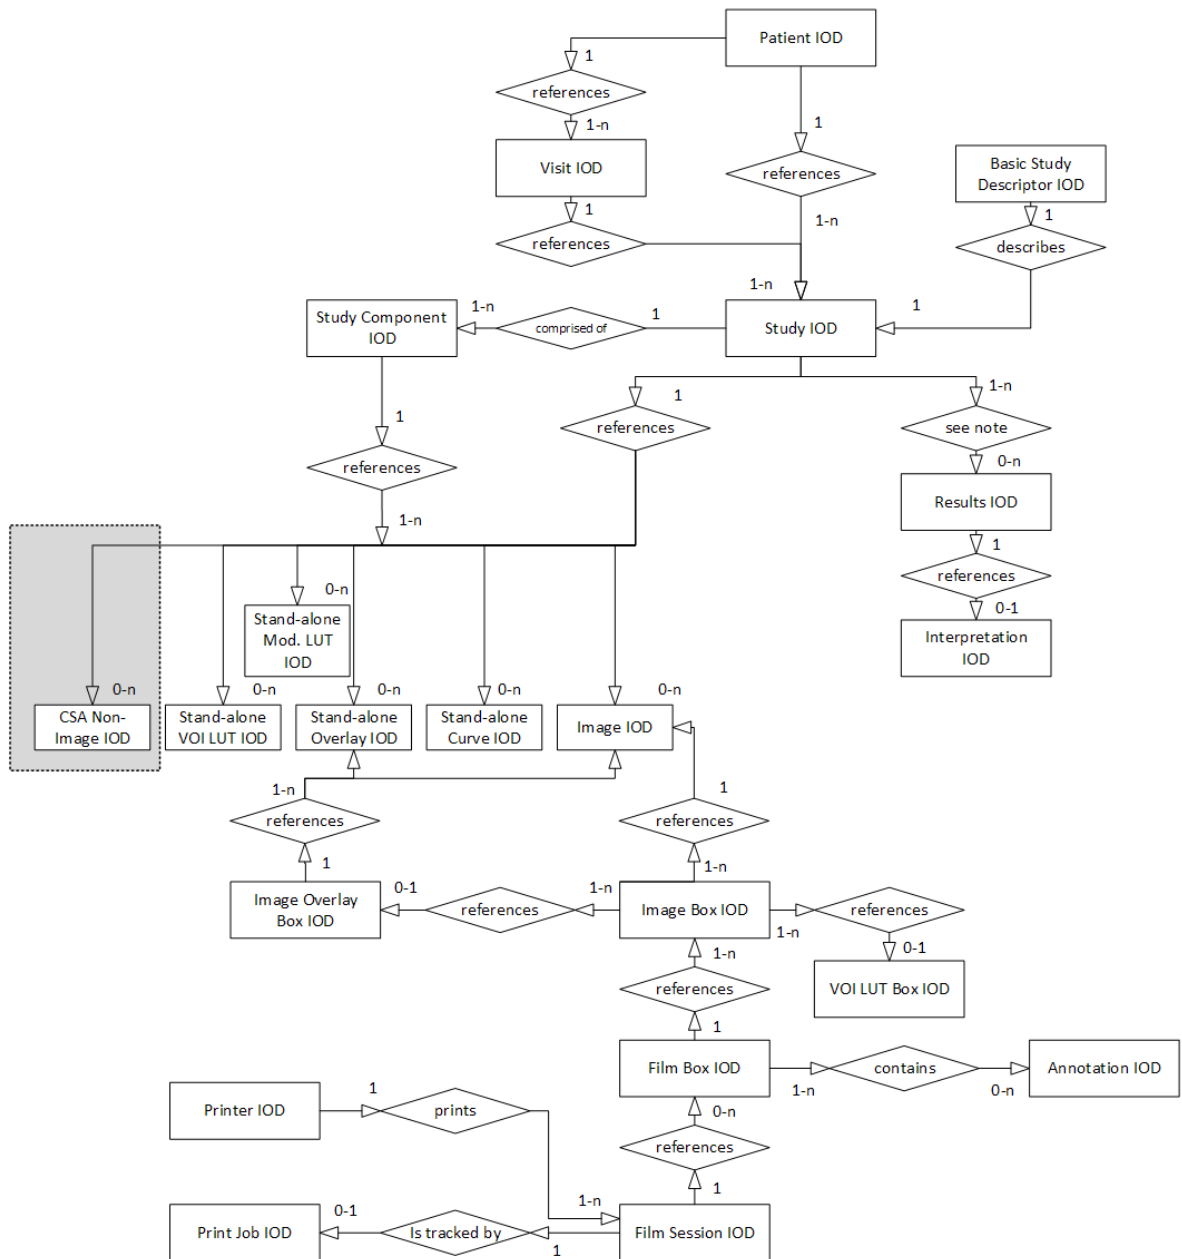 Patient IOD
1
references
1
1-n
Visit IOD
references
Basic Study
Descriptor IOD
1
1
references
1-n
describes
1-n
1-n
1
1
Study Component
IOD
comprised of
Study IOD
1
1-n
1
references
see note
references
0-n
Results IOD
1-n
1
references
0-n
0-1
Stand-alone
Mod. LUT
IOD
Interpretation
IOD
0-n
0-n
0-n
0-n
0-n
CSA Non-
Image IOD
Stand-alone
VOI LUT IOD
Stand-alone
Overlay IOD
Stand-alone
Curve IOD
Image IOD
1-n
1
references
references
1
1-n
0-1
1-n
Image Overlay
Box IOD
references
Image Box IOD
references
1-n
0-1
1-n
references
VOI LUT Box IOD
1
Film Box IOD
contains
Annotation IOD
1-n
0-n
1
Printer IOD
prints
0-n
references
1
1-n
0-1
Print Job IOD
Is tracked by
Film Session IOD
1